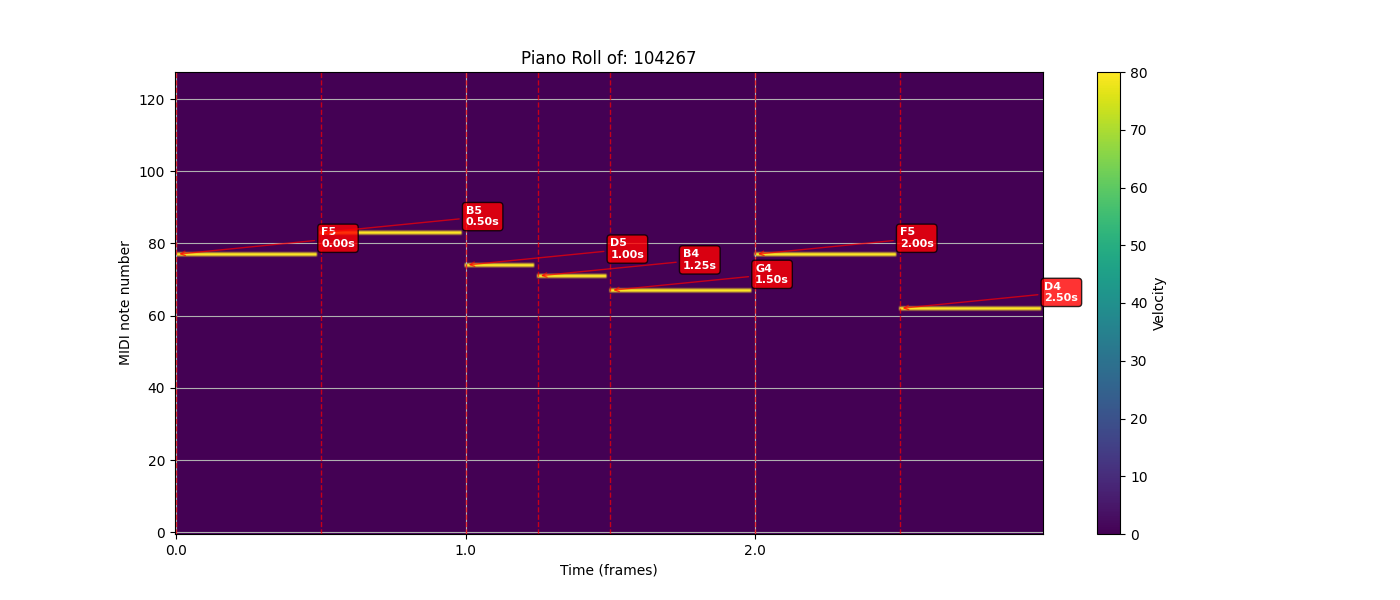 Piano Roll of: 104267
MIDI note number
120
100
80
60
40
20
0
F5
0.00s
B5
0.50s
D5
1.00s
B4
1.25s
G4
1.50s
F5
2.00s
D4
2.50s
0.0
1.0
2.0
Time (frames)
80
70
60
50
40
30
20
10
0
Velocity